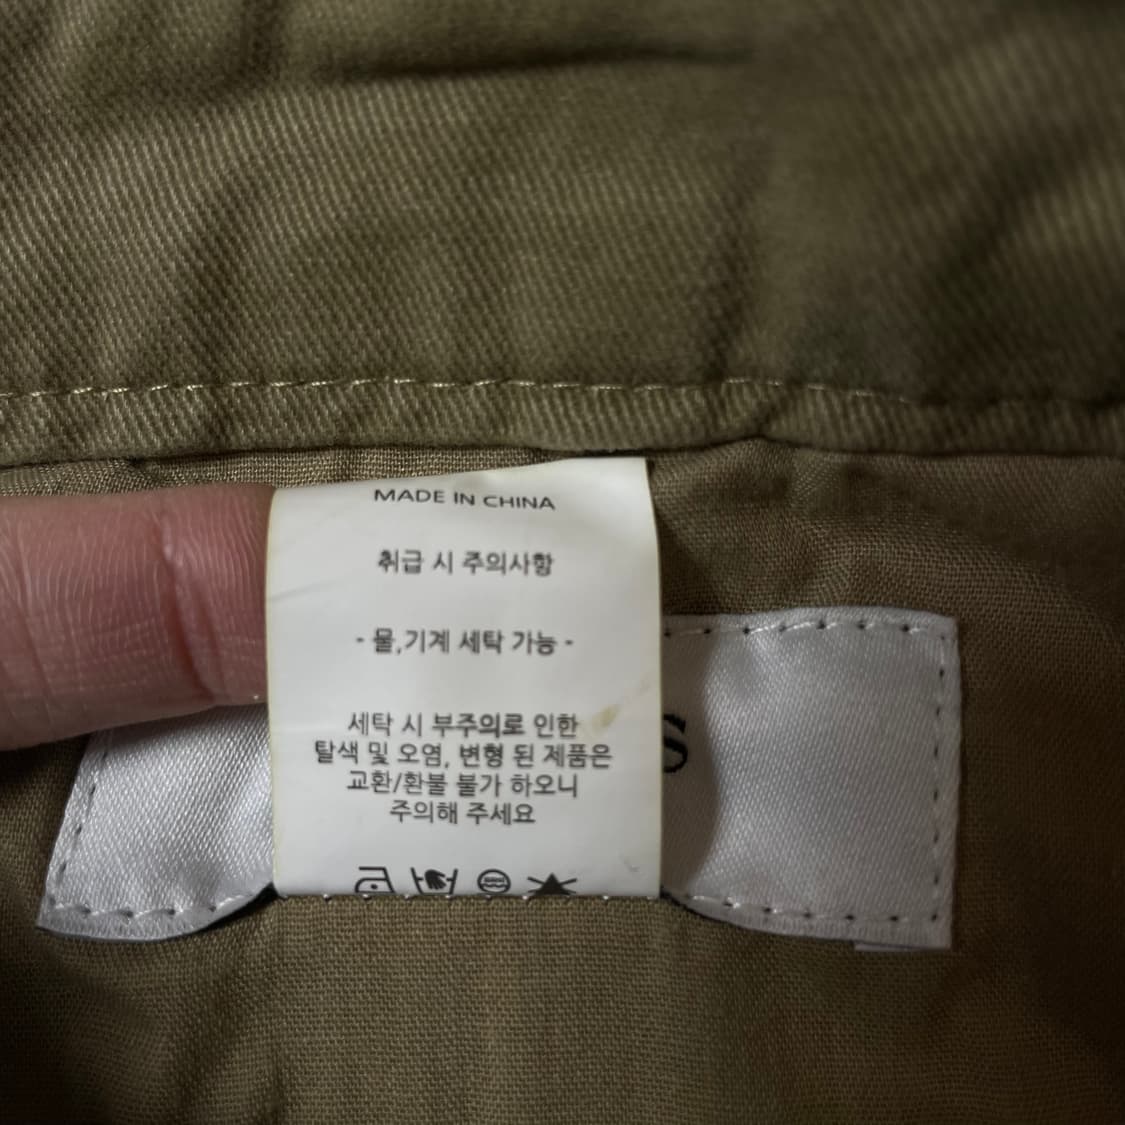 MADE IN CHINA
취급 시 주의사항
- 물,기계 세탁 가능 -
세탁 시 부주의로 인한
탈색 및 오염, 변형 된 제품은
교환/환불 불가 하오니
주의해 주세요
S